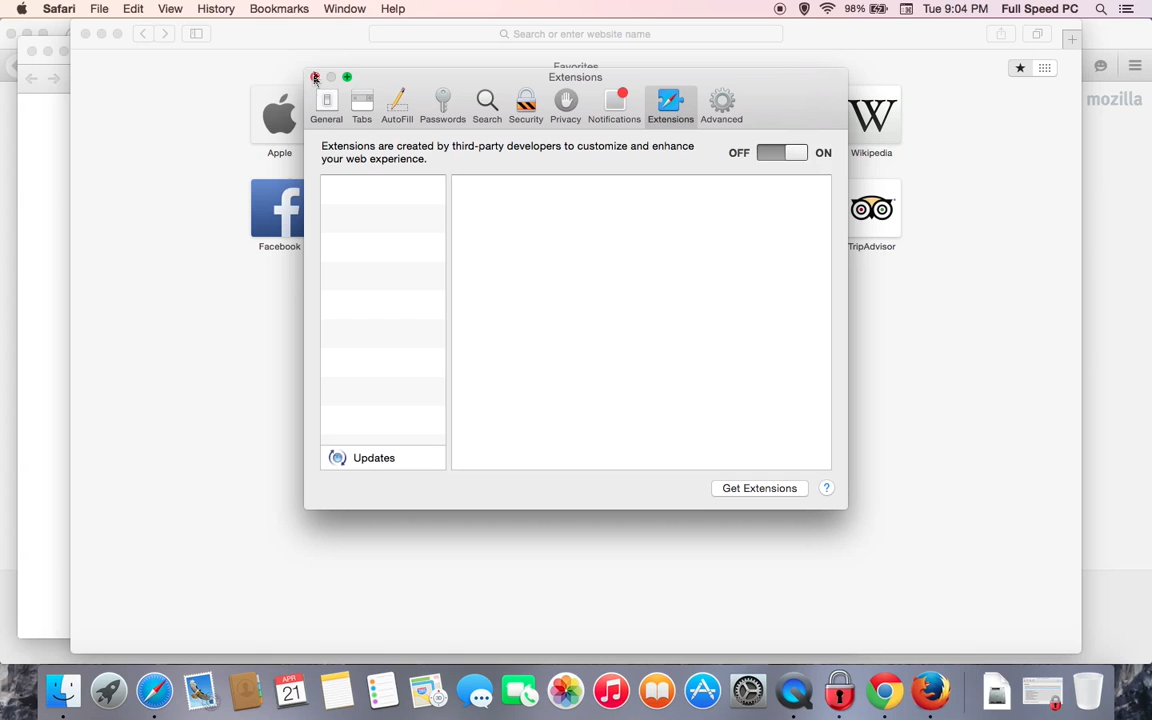 Safari File Edit View History Bookmarks Window Help 98% Tue 9:04 PM Full Speed PC
Search or enter website name
Favorites
Extensions
General Tabs AutoFill Passwords Search Security Privacy Notifications Extensions Advanced
mozilla
Extensions are created by third-party developers to customize and enhance
your web experience.
OFF ON
Apple
Wikipedia
W
f
Facebook
TripAdvisor
Updates
Get Extensions ?
APR
21
3D